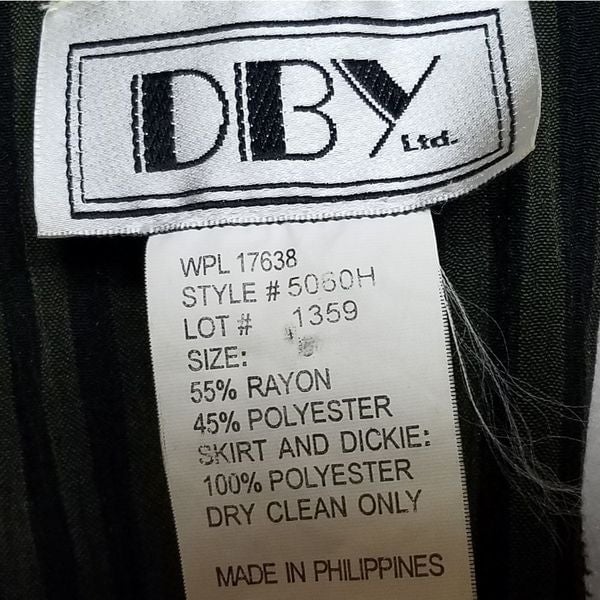 DBY
Ltd.
WPL 17638
STYLE # 5060H
LOT # 1359
SIZE:
55% RAYON
45% POLYESTER
SKIRT AND DICKIE:
100% POLYESTER
DRY CLEAN ONLY
MADE IN PHILIPPINES